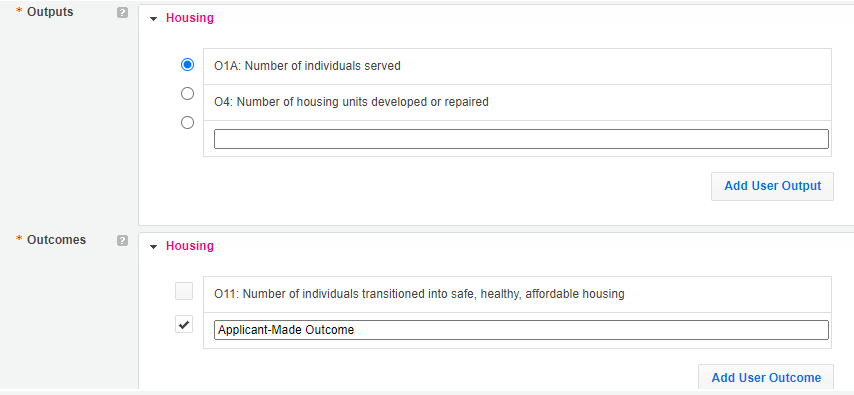 * Outputs ?
Housing
O1A: Number of individuals served
O4: Number of housing units developed or repaired
Add User Output
* Outcomes ?
Housing
O11: Number of individuals transitioned into safe, healthy, affordable housing
Applicant-Made Outcome
Add User Outcome